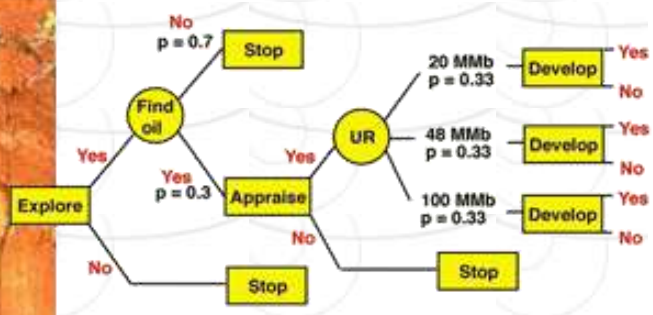 No
p = 0.7
Stop
Find
oil
20 MMb
p = 0.33
Develop
Yes
No
UR
48 MMb
p = 0.33
Develop
Yes
No
Yes
Yes
p = 0.3
Yes
Appraise
Explore
100 MMb
p = 0.33
Develop
Yes
No
No
No
Stop
Stop